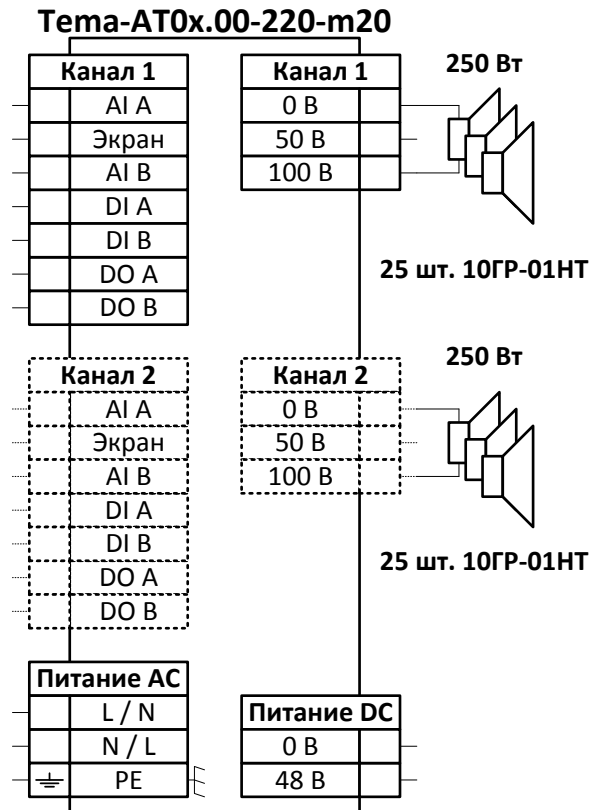 Tema-AT0x.00-220-m20
Канал 1
AI A
Экран
AI B
DI A
DI B
DO A
DO B
Канал 1
0 В
50 В
100 В
250 Вт
25 шт. 10ГР-01НТ
Канал 2
AI A
Экран
AI B
DI A
DI B
DO A
DO B
Канал 2
0 В
50 В
100 В
250 Вт
25 шт. 10ГР-01НТ
Питание AC
L / N
N / L
PE
Питание DC
0 В
48 В